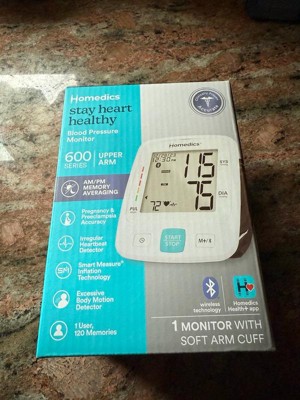 Homedics
stay heart
healthy
Blood Pressure
Monitor
600
SERIES
UPPER
ARM
AM/PM
MEMORY
AVERAGING
Pregnancy &
Preeclampsia
Accuracy
Irregular
Heartbeat
Detector
Smart Measure
Inflation
Technology
Excessive
Body Motion
Detector
1 User,
120 Memories
Homedics
115
SYS
75
DIA
72
START
STOP
M+/
wireless
technology
Homedics
Health+ app
1 MONITOR WITH
SOFT ARM CUFF